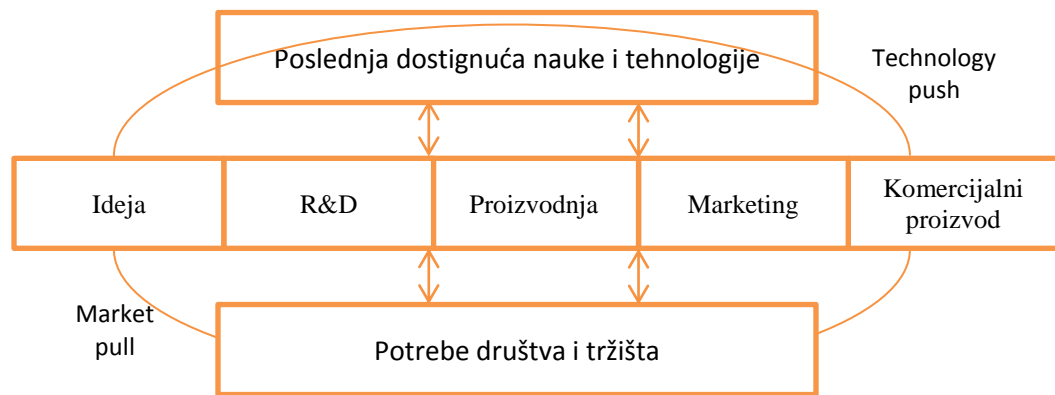 Poslednja dostignuća nauke i tehnologije
Technology
push
Ideja
R&D
Proizvodnja
Marketing
Komercijalni
proizvod
Market
pull
Potrebe društva i tržišta